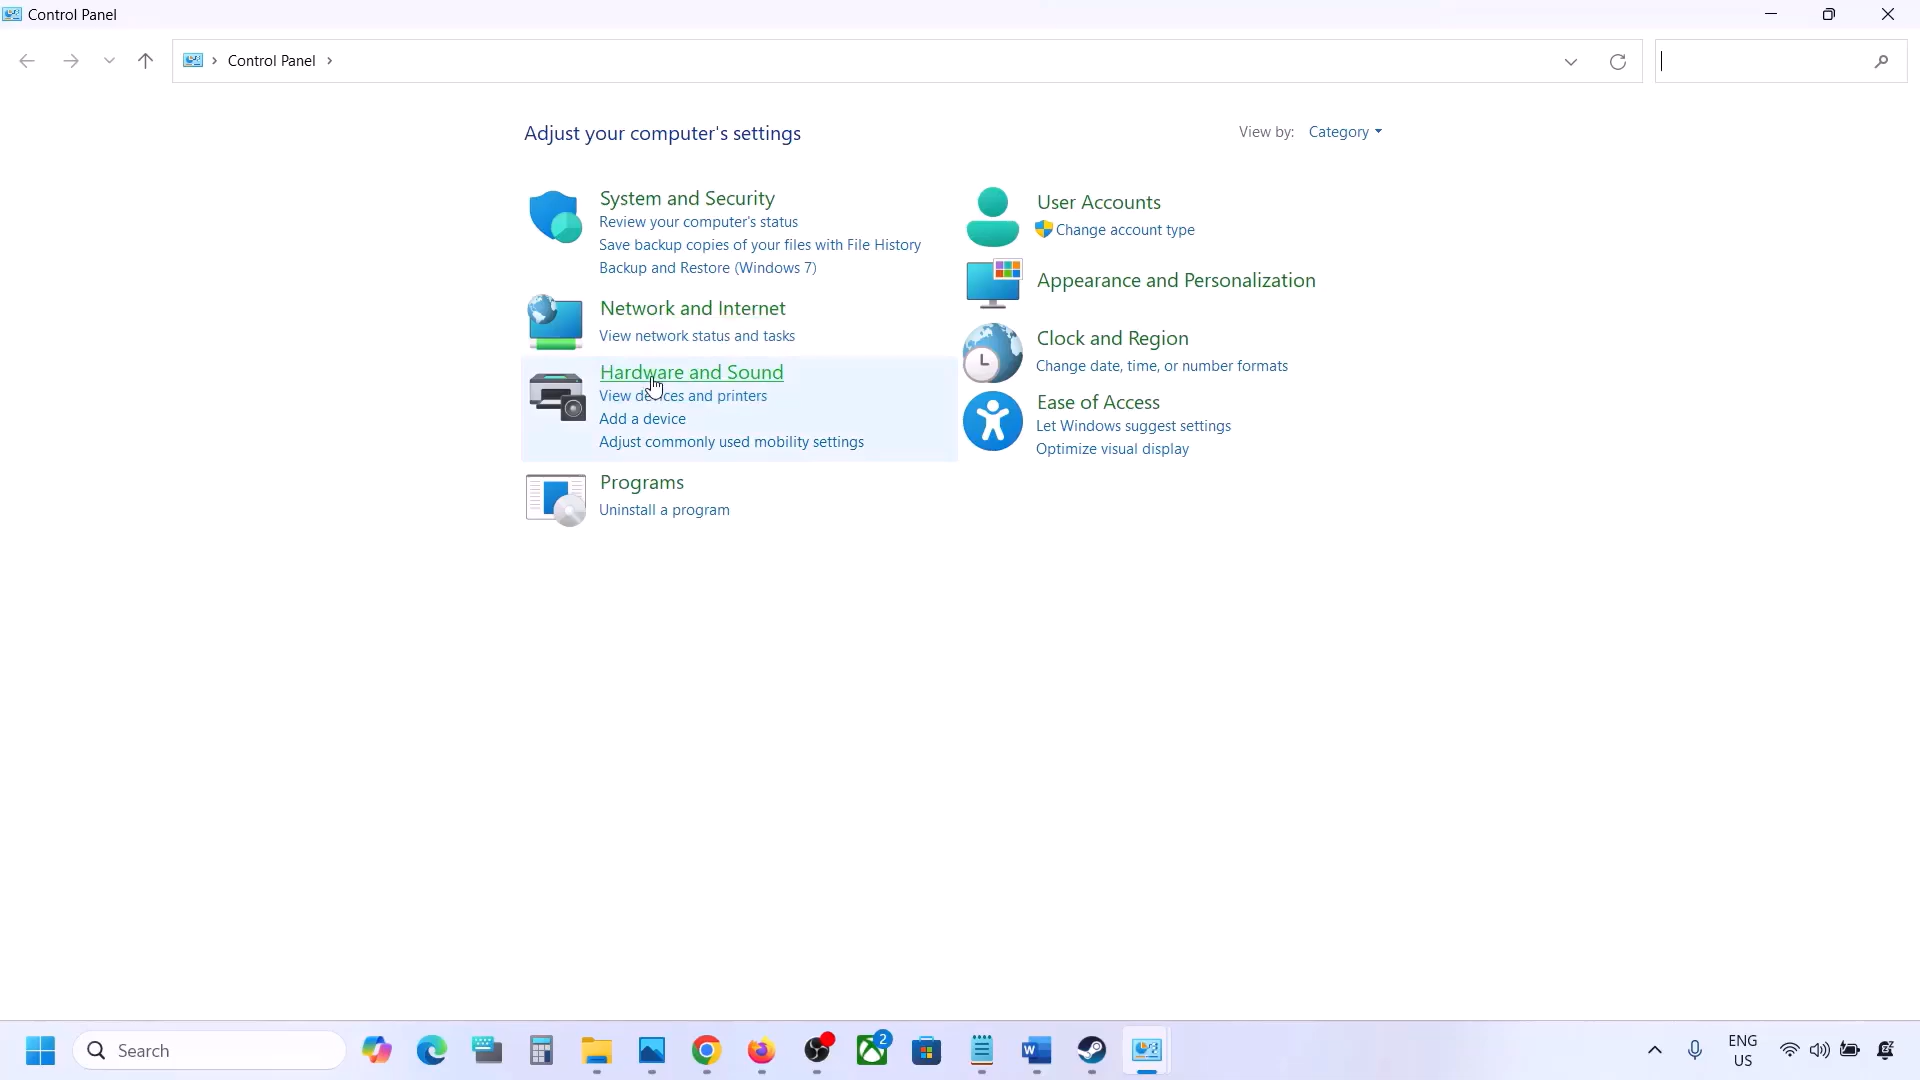 Control Panel
Control Panel
Adjust your computer's settings
View by: Category
System and Security
Review your computer's status
Save backup copies of your files with File History
Backup and Restore (Windows 7)
Network and Internet
View network status and tasks
Hardware and Sound
View devices and printers
Add a device
Adjust commonly used mobility settings
Programs
Uninstall a program
User Accounts
Change account type
Appearance and Personalization
Clock and Region
Change date, time, or number formats
Ease of Access
Let Windows suggest settings
Optimize visual display
Search
2
ENG
US